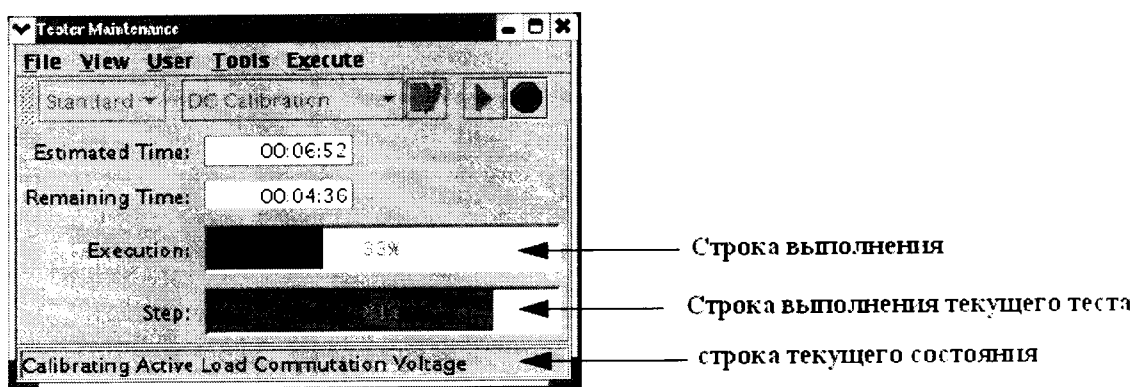 Tester Maintenance
File View User Tools Execute
Standard DC Calibration
Estimated Time: 00:06:52
Remaining Time: 00:04:36
Execution: 33%
Step:
Calibrating Active Load Commutation Voltage
Строка выполнения
Строка выполнения текущего теста
строка текущего состояния